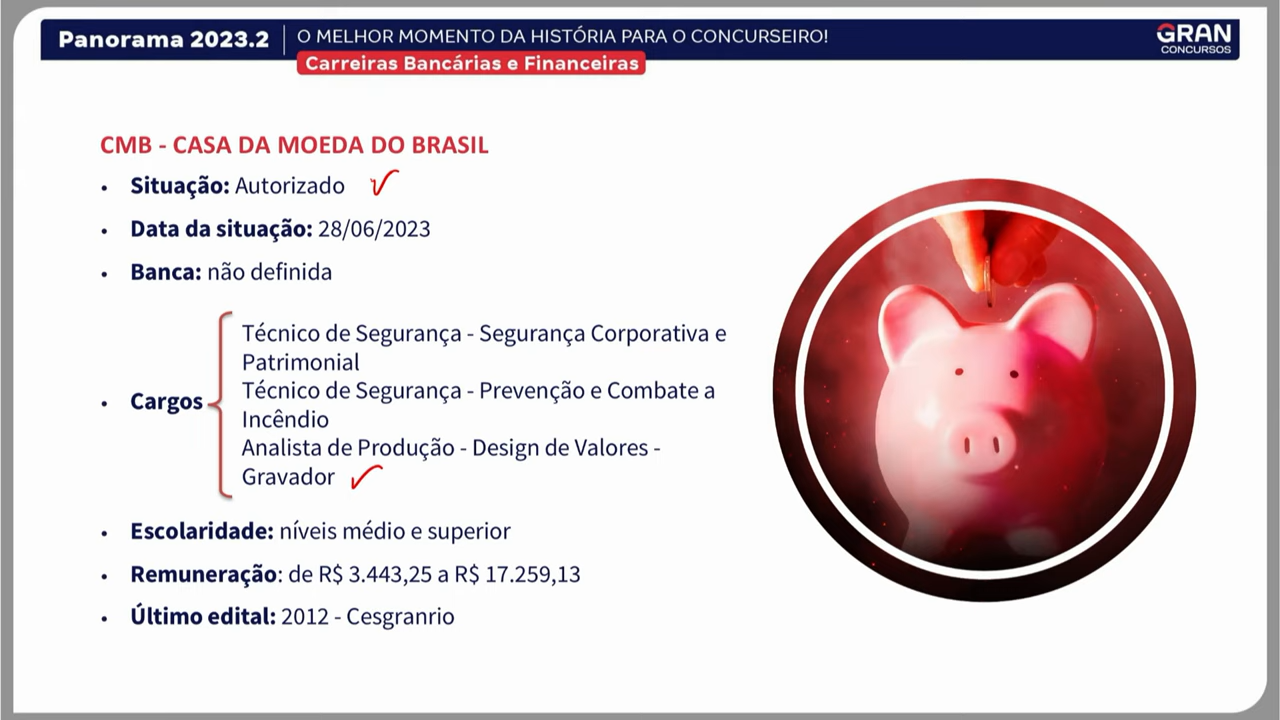 Panorama 2023.2
O MELHOR MOMENTO DA HISTÓRIA PARA O CONCURSEIRO!
GRAN
CONCURSOS
Carreiras Bancárias e Financeiras
CMB - CASA DA MOEDA DO BRASIL
• Situação: Autorizado
• Data da situação: 28/06/2023
• Banca: não definida
• Cargos
Técnico de Segurança - Segurança Corporativa e
Patrimonial
Técnico de Segurança - Prevenção e Combate a
Incêndio
Analista de Produção - Design de Valores -
Gravador
• Escolaridade: níveis médio e superior
• Remuneração: de R$ 3.443,25 a R$ 17.259,13
• Último edital: 2012 - Cesgranrio